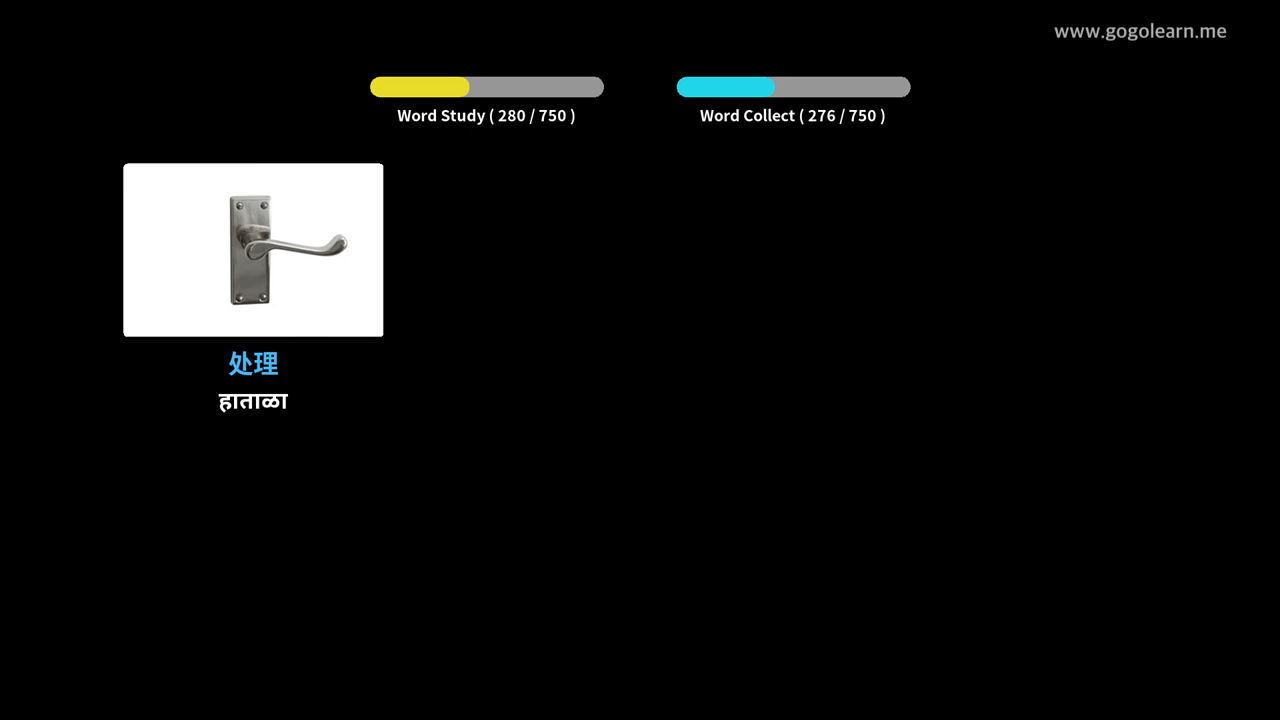 www.gogolearn.me
Word Study ( 280 / 750 )
Word Collect ( 276 / 750 )
处理
हाताळा